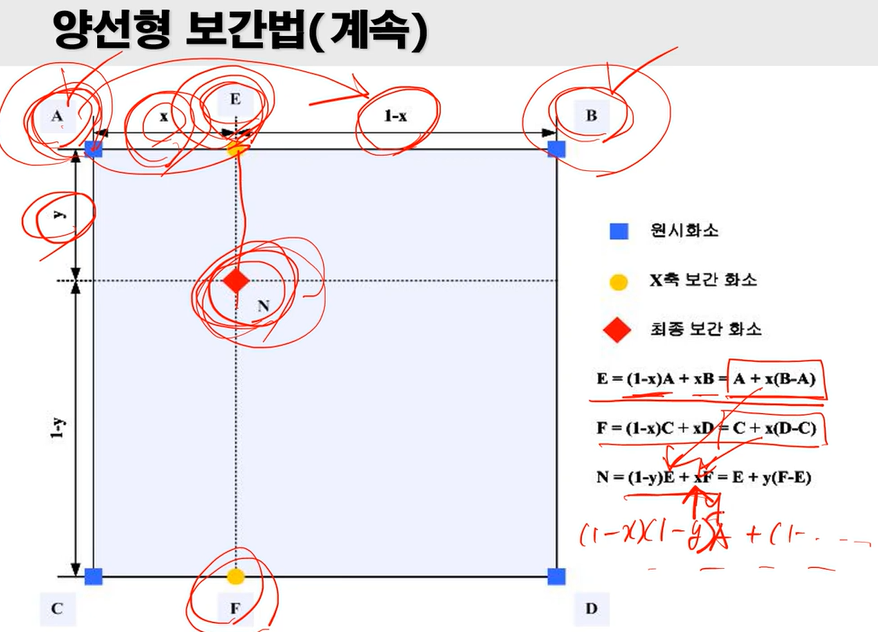 양선형 보간법(계속)
E
A
x
1-x
B
y
N
1-y
C
F
D
원시화소
X축 보간 화소
최종 보간 화소
E = (1-x)A + xB = A + x(B-A)
F = (1-x)C + xD = C + x(D-C)
N = (1-y)E + xF = E + y(F-E)
y
(1-x)(1-y)A + (1-....